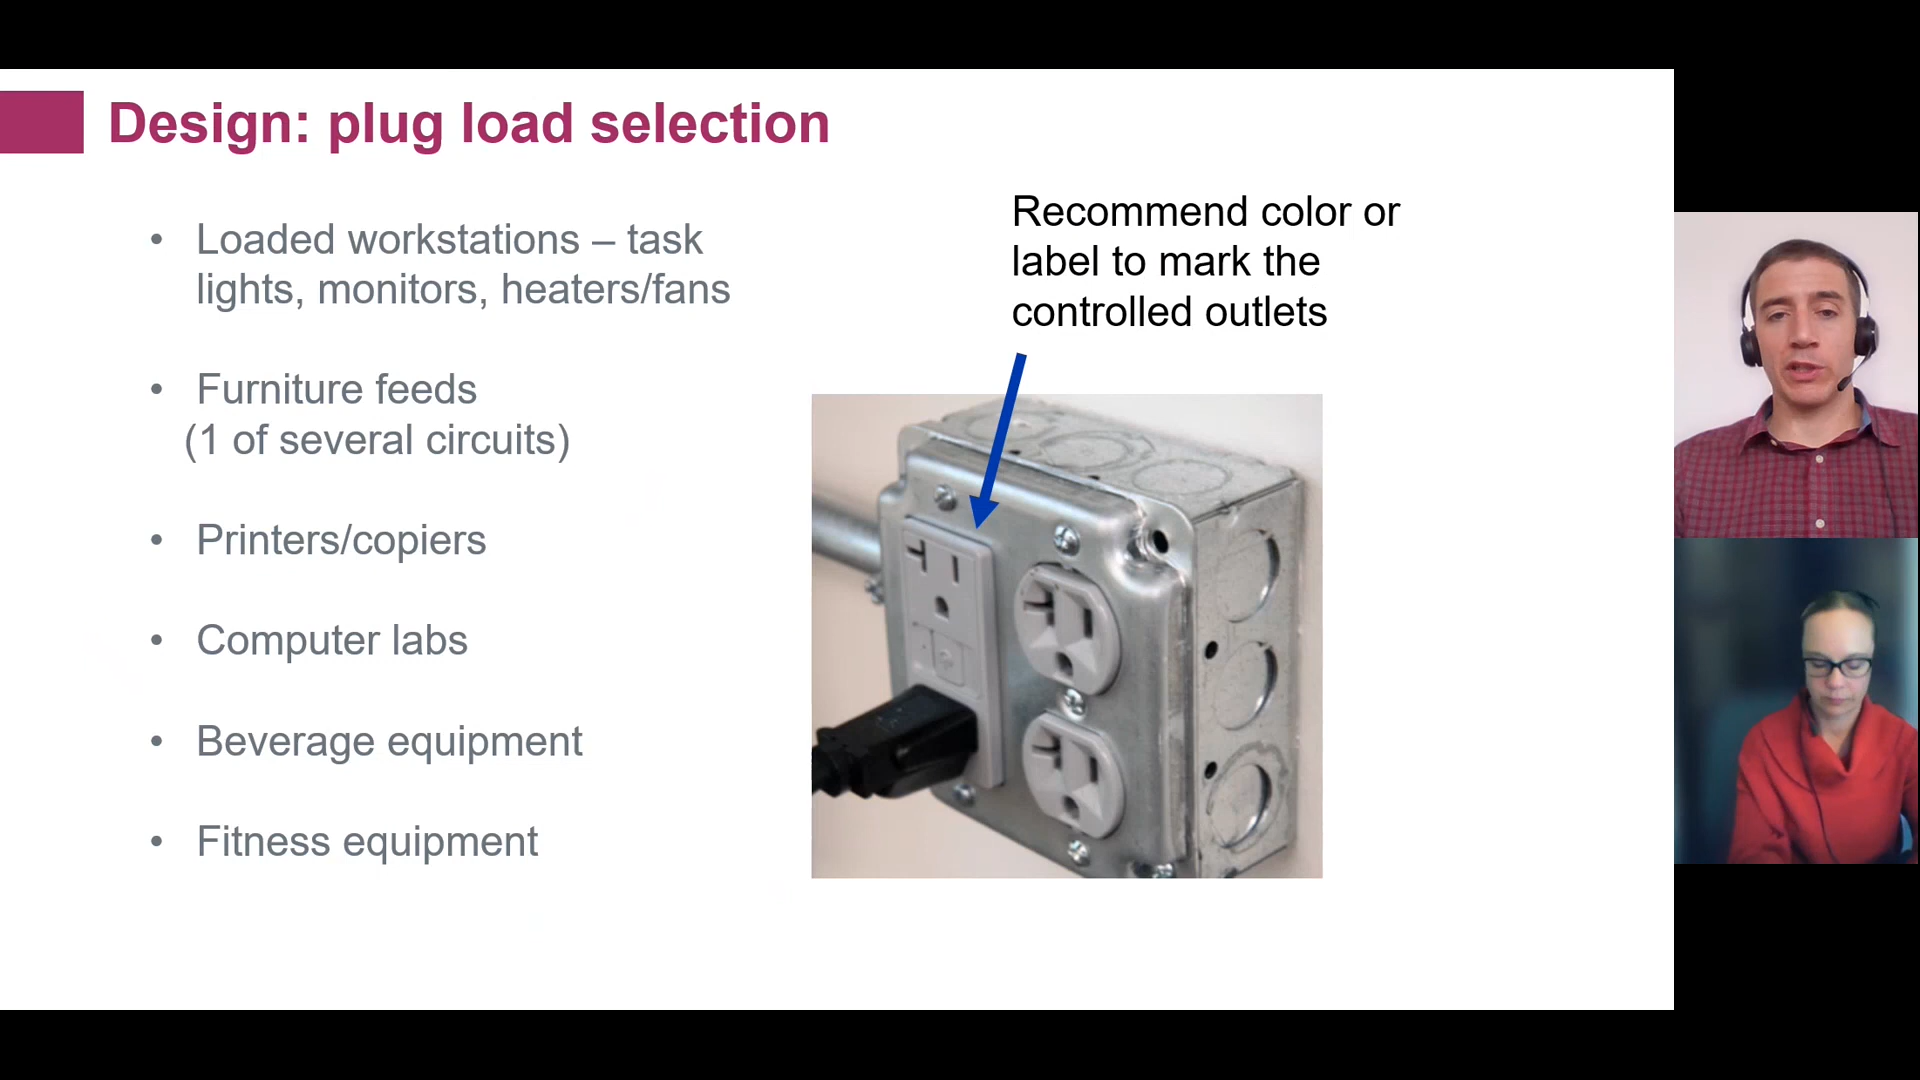 Design: plug load selection
• Loaded workstations – task
lights, monitors, heaters/fans
• Furniture feeds
(1 of several circuits)
• Printers/copiers
• Computer labs
• Beverage equipment
• Fitness equipment
Recommend color or
label to mark the
controlled outlets